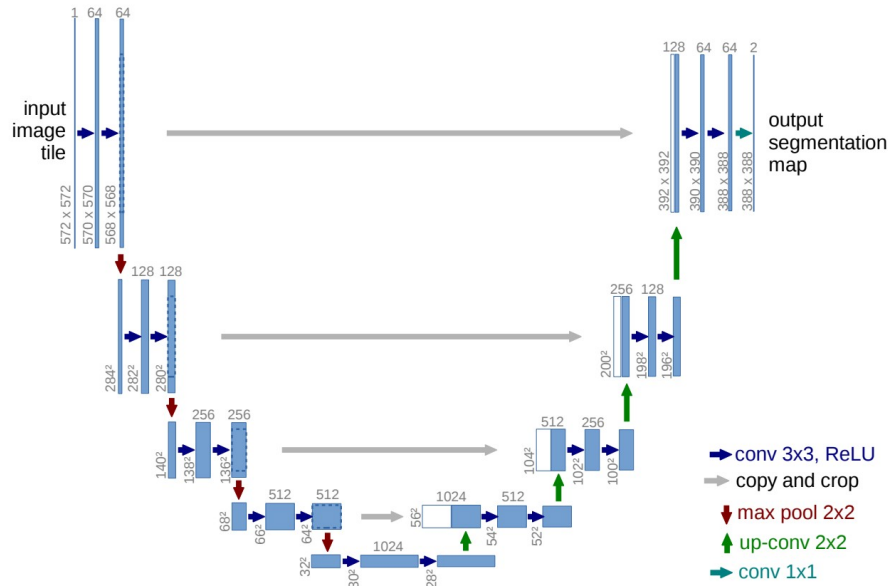 1 64 64
input
image
tile
572 x 572
570 x 570
568 x 568
128 64 64 2
output
segmentation
map
392 x 392
390 x 390
388 x 388
388 x 388
128 128
284²
282²
280²
256 128
200²
198²
196²
256 256
140²
138²
136²
512 256
104²
102²
100²
512 512
68²
66²
64²
1024 512
56²
54²
52²
1024
32²
30²
28²
conv 3x3, ReLU
copy and crop
max pool 2x2
up-conv 2x2
conv 1x1